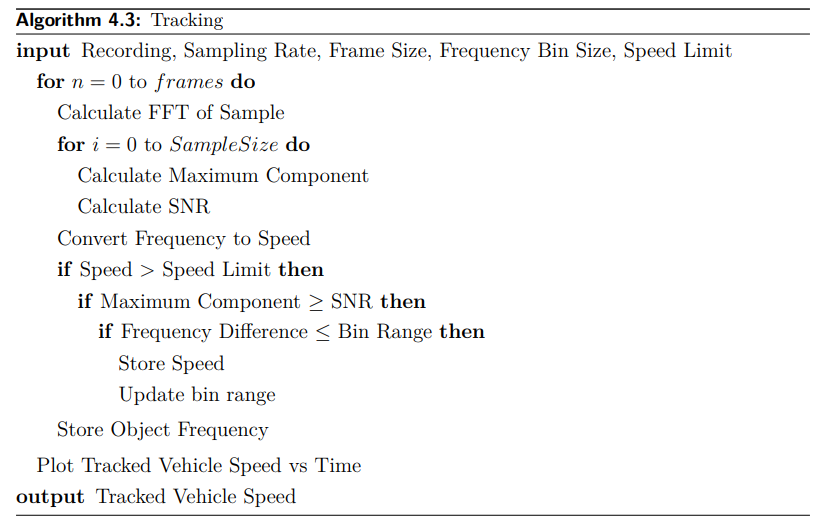 Algorithm 4.3: Tracking
input Recording, Sampling Rate, Frame Size, Frequency Bin Size, Speed Limit
for n = 0 to frames do
Calculate FFT of Sample
for i = 0 to SampleSize do
Calculate Maximum Component
Calculate SNR
Convert Frequency to Speed
if Speed > Speed Limit then
if Maximum Component ≥ SNR then
if Frequency Difference ≤ Bin Range then
Store Speed
Update bin range
Store Object Frequency
Plot Tracked Vehicle Speed vs Time
output Tracked Vehicle Speed